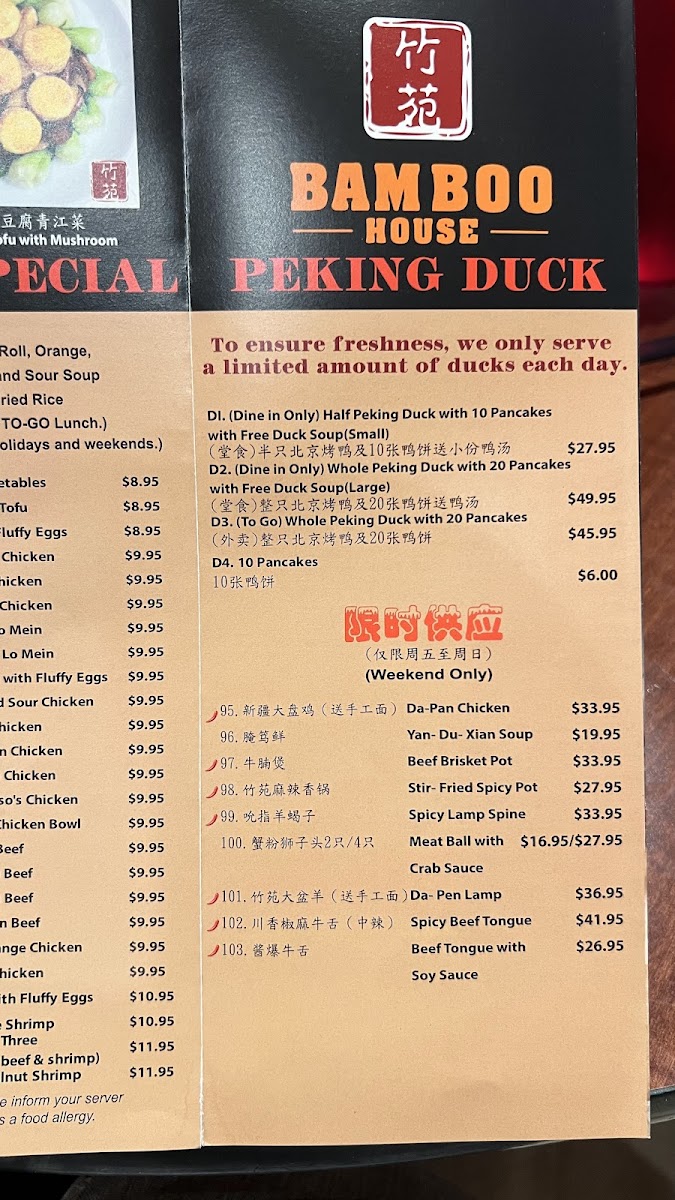 竹苑
豆腐青江菜
ofu with Mushroom
PECIAL
Roll, Orange,
and Sour Soup
ried Rice
TO-GO Lunch.)
olidays and weekends.)
etables $8.95
Tofu $8.95
Fluffy Eggs $8.95
Chicken $9.95
hicken $9.95
Chicken $9.95
o Mein $9.95
Lo Mein $9.95
with Fluffy Eggs $9.95
d Sour Chicken $9.95
hicken $9.95
n Chicken $9.95
Chicken $9.95
so's Chicken $9.95
Chicken Bowl $9.95
Beef $9.95
Beef $9.95
Beef $9.95
n Beef $9.95
nge Chicken $9.95
hicken $9.95
ith Fluffy Eggs $10.95
e Shrimp $10.95
Three $11.95
beef & shrimp)
lnut Shrimp $11.95
e inform your server
s a food allergy.
竹苑
BAMBOO
HOUSE
PEKING DUCK
To ensure freshness, we only serve
a limited amount of ducks each day.
D1. (Dine in Only) Half Peking Duck with 10 Pancakes
with Free Duck Soup(Small)
(堂食)半只北京烤鸭及10张鸭饼送小份鸭汤 $27.95
D2. (Dine in Only) Whole Peking Duck with 20 Pancakes
with Free Duck Soup(Large)
(堂食)整只北京烤鸭及20张鸭饼送鸭汤 $49.95
D3. (To Go) Whole Peking Duck with 20 Pancakes
(外卖)整只北京烤鸭及20张鸭饼 $45.95
D4. 10 Pancakes
10张鸭饼 $6.00
限时供应
(仅限周五至周日)
(Weekend Only)
95. 新疆大盘鸡(送手工面) Da-Pan Chicken $33.95
96. 腌笃鲜 Yan- Du- Xian Soup $19.95
97. 牛腩煲 Beef Brisket Pot $33.95
98. 竹苑麻辣香锅 Stir- Fried Spicy Pot $27.95
99. 吮指羊蝎子 Spicy Lamp Spine $33.95
100. 蟹粉狮子头2只/4只 Meat Ball with $16.95/$27.95
Crab Sauce
101. 竹苑大盆羊(送手工面) Da- Pen Lamp $36.95
102. 川香椒麻牛舌(中辣) Spicy Beef Tongue $41.95
103. 酱爆牛舌 Beef Tongue with $26.95
Soy Sauce